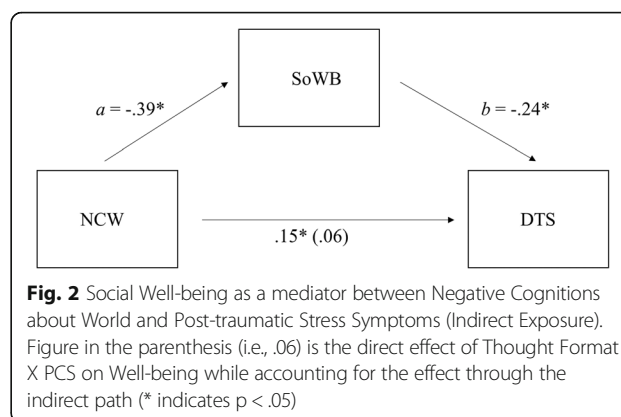 SoWB
a = -.39*
b = -.24*
NCW
DTS
.15* (.06)
Fig. 2 Social Well-being as a mediator between Negative Cognitions
about World and Post-traumatic Stress Symptoms (Indirect Exposure).
Figure in the parenthesis (i.e., .06) is the direct effect of Thought Format
X PCS on Well-being while accounting for the effect through the
indirect path (* indicates p < .05)